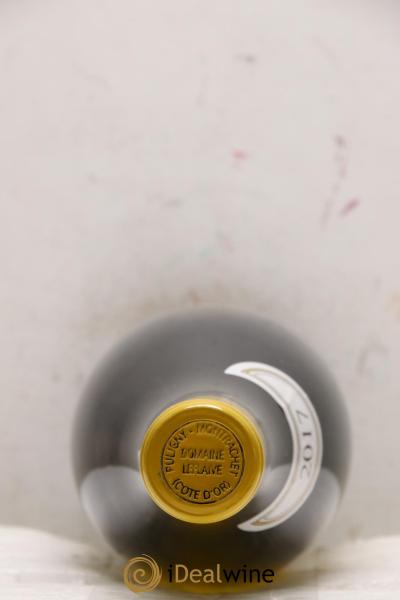 PULIGNY - MONTRACHET
DOMAINE
LEFLAIVE
(COTE D'OR)
2017
iDealwine